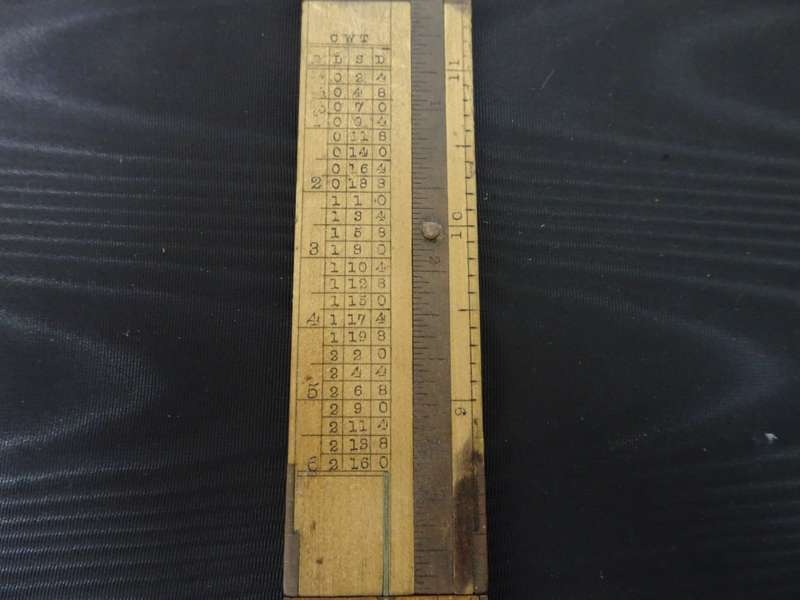 CWT
L S D
0 2 4
0 4 8
0 7 0
1 0 9 4
0 11 8
0 14 0
0 16 4
2 0 18 8
1 1 0
1 3 4
1 5 8
3 1 8 0
1 10 4
1 12 8
1 15 0
4 1 17 4
1 19 8
2 2 0
2 4 4
5 2 6 8
2 9 0
2 11 4
2 13 8
6 2 16 0
1
2
11
10
9